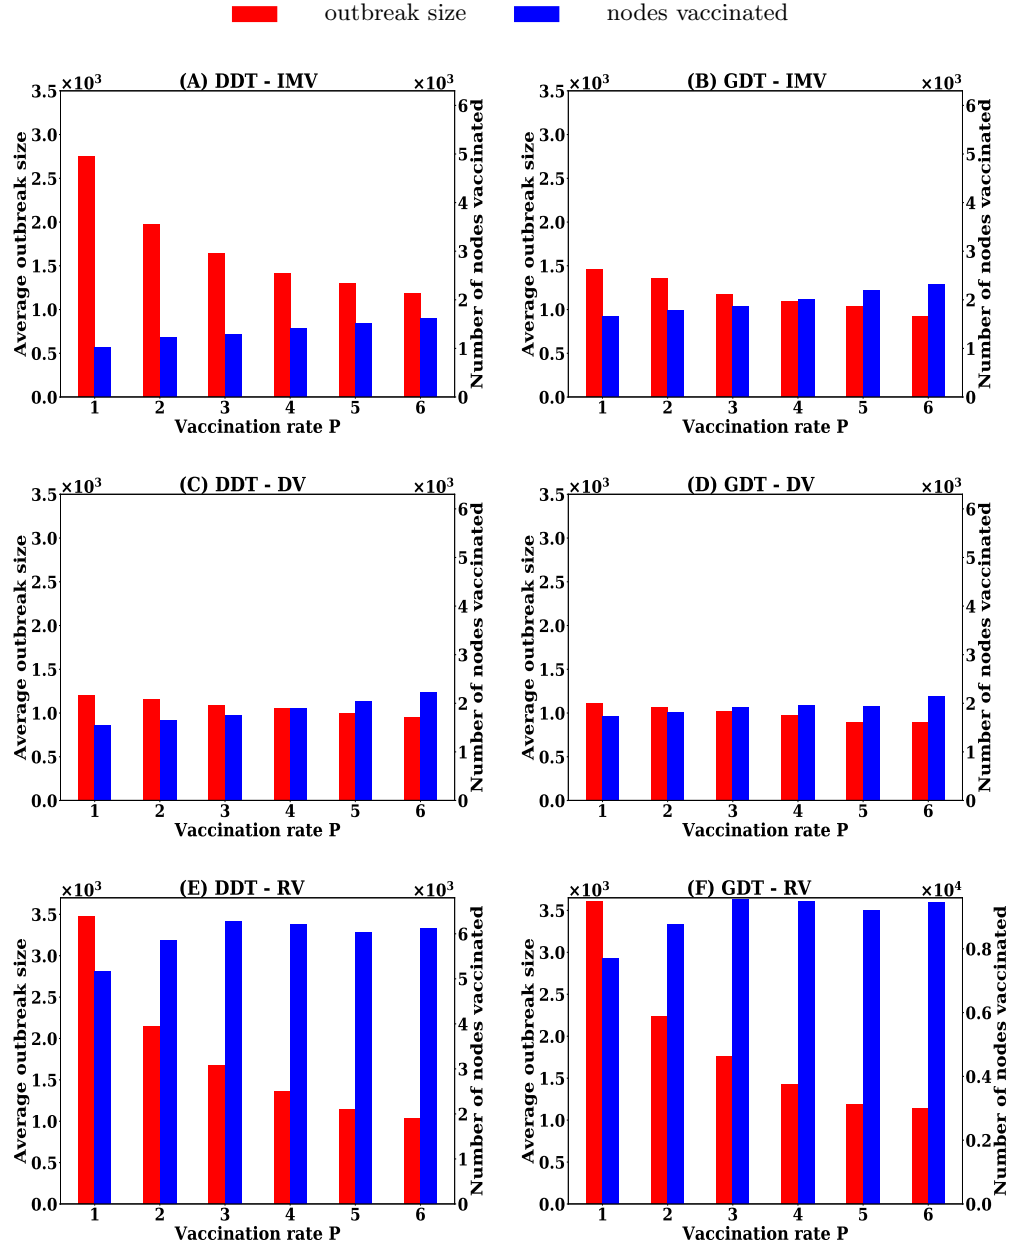 outbreak size nodes vaccinated
×10³ (A) DDT - IMV ×10³
Average outbreak size
3.5
3.0
2.5
2.0
1.5
1.0
0.5
0.0
6
5
4
3
2
1
0
Number of nodes vaccinated
1 2 3 4 5 6
Vaccination rate P
×10³ (B) GDT - IMV ×10³
Average outbreak size
3.5
3.0
2.5
2.0
1.5
1.0
0.5
0.0
6
5
4
3
2
1
0
Number of nodes vaccinated
1 2 3 4 5 6
Vaccination rate P
×10³ (C) DDT - DV ×10³
Average outbreak size
3.5
3.0
2.5
2.0
1.5
1.0
0.5
0.0
6
5
4
3
2
1
0
Number of nodes vaccinated
1 2 3 4 5 6
Vaccination rate P
×10³ (D) GDT - DV ×10³
Average outbreak size
3.5
3.0
2.5
2.0
1.5
1.0
0.5
0.0
6
5
4
3
2
1
0
Number of nodes vaccinated
1 2 3 4 5 6
Vaccination rate P
×10³ (E) DDT - RV ×10³
Average outbreak size
3.5
3.0
2.5
2.0
1.5
1.0
0.5
0.0
6
5
4
3
2
1
0
Number of nodes vaccinated
1 2 3 4 5 6
Vaccination rate P
×10³ (F) GDT - RV ×10⁴
Average outbreak size
3.5
3.0
2.5
2.0
1.5
1.0
0.5
0.0
0.8
0.6
0.4
0.2
0.0
Number of nodes vaccinated
1 2 3 4 5 6
Vaccination rate P